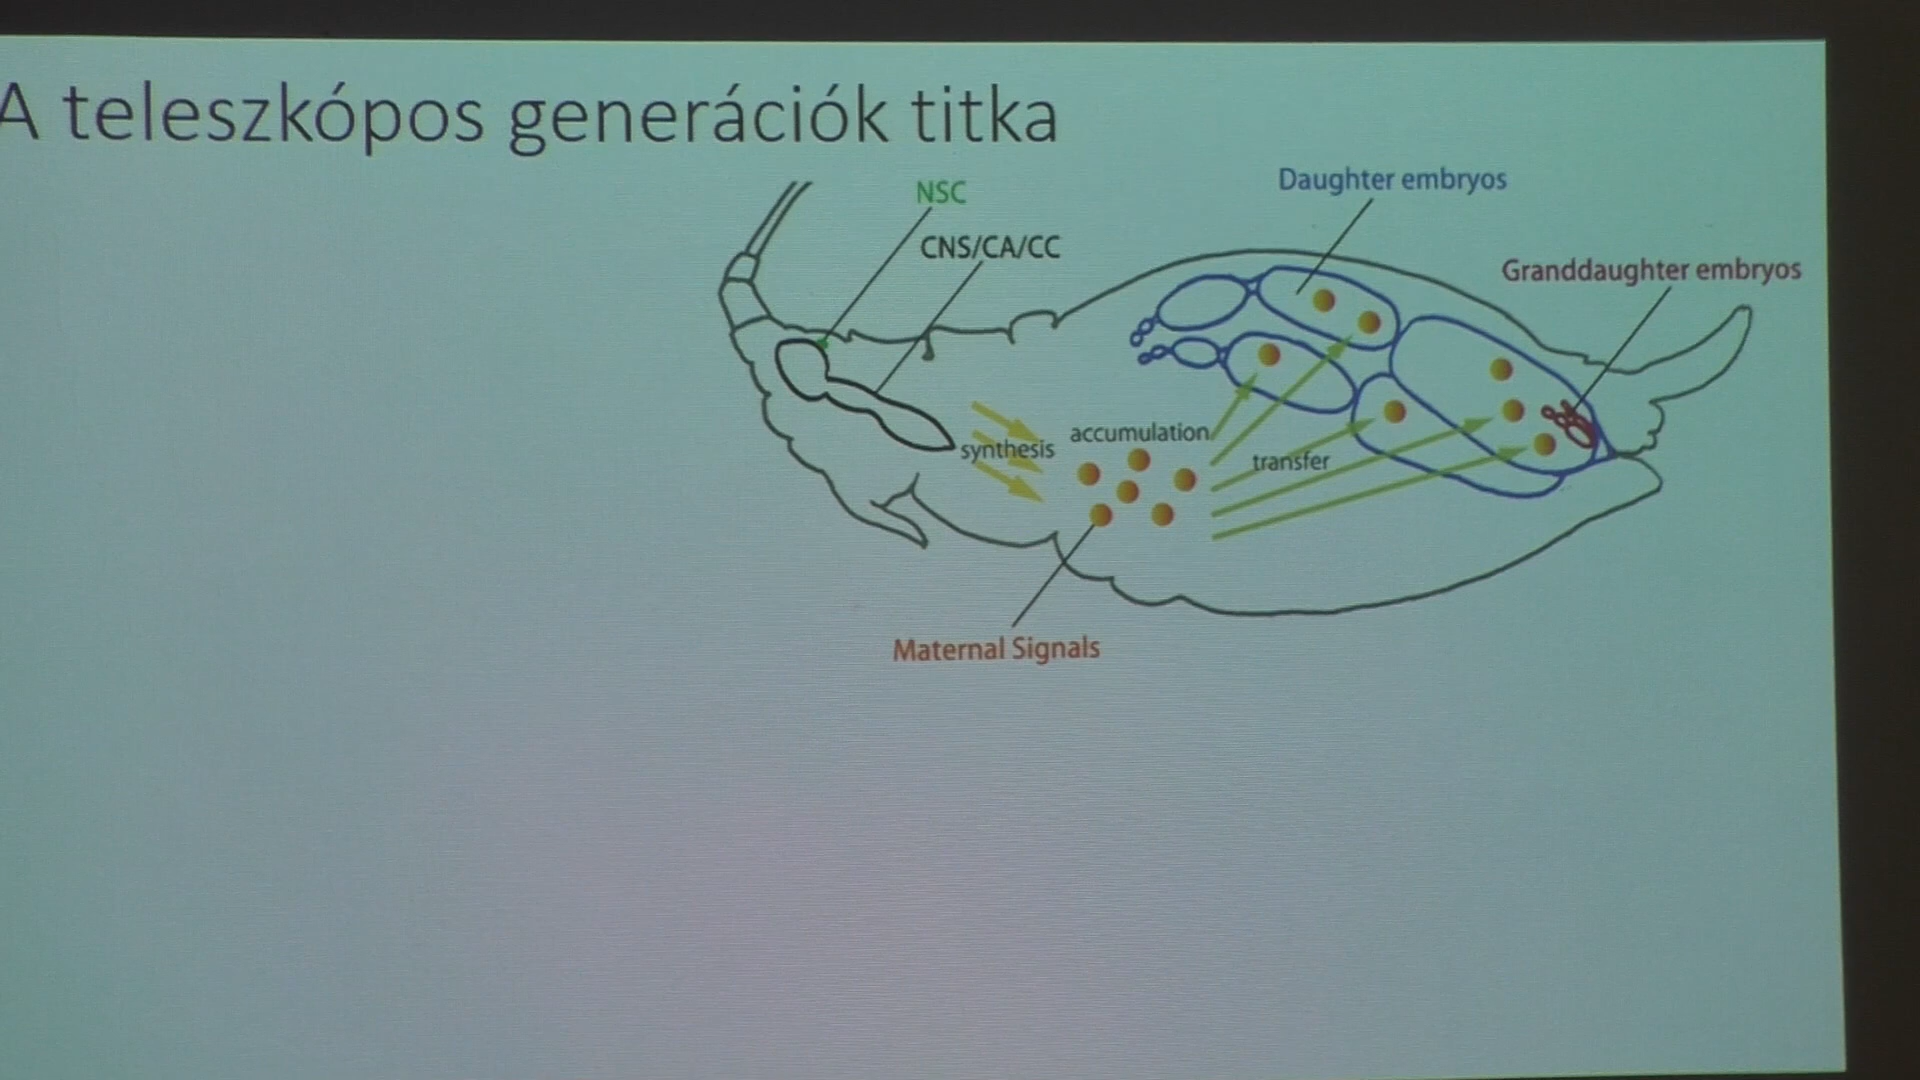 A teleszkópos generációk titka
NSC
CNS/CA/CC
Daughter embryos
Granddaughter embryos
synthesis
accumulation
transfer
Maternal Signals